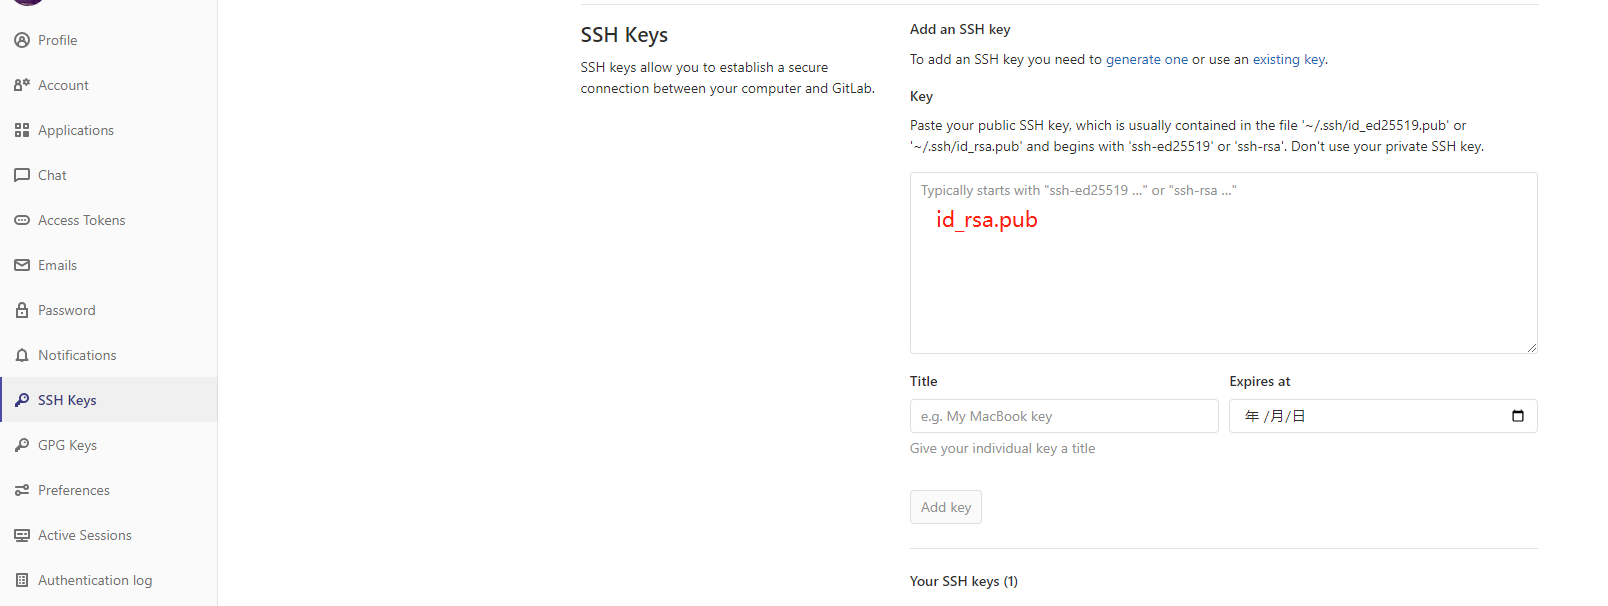 Profile
Account
Applications
Chat
Access Tokens
Emails
Password
Notifications
SSH Keys
GPG Keys
Preferences
Active Sessions
Authentication log
SSH Keys
SSH keys allow you to establish a secure
connection between your computer and GitLab.
Add an SSH key
To add an SSH key you need to generate one or use an existing key.
Key
Paste your public SSH key, which is usually contained in the file '~/.ssh/id_ed25519.pub' or
'~/.ssh/id_rsa.pub' and begins with 'ssh-ed25519' or 'ssh-rsa'. Don't use your private SSH key.
Typically starts with "ssh-ed25519 ..." or "ssh-rsa ..."
id_rsa.pub
Title
e.g. My MacBook key
Give your individual key a title
Expires at
年 /月/日
Add key
Your SSH keys (1)